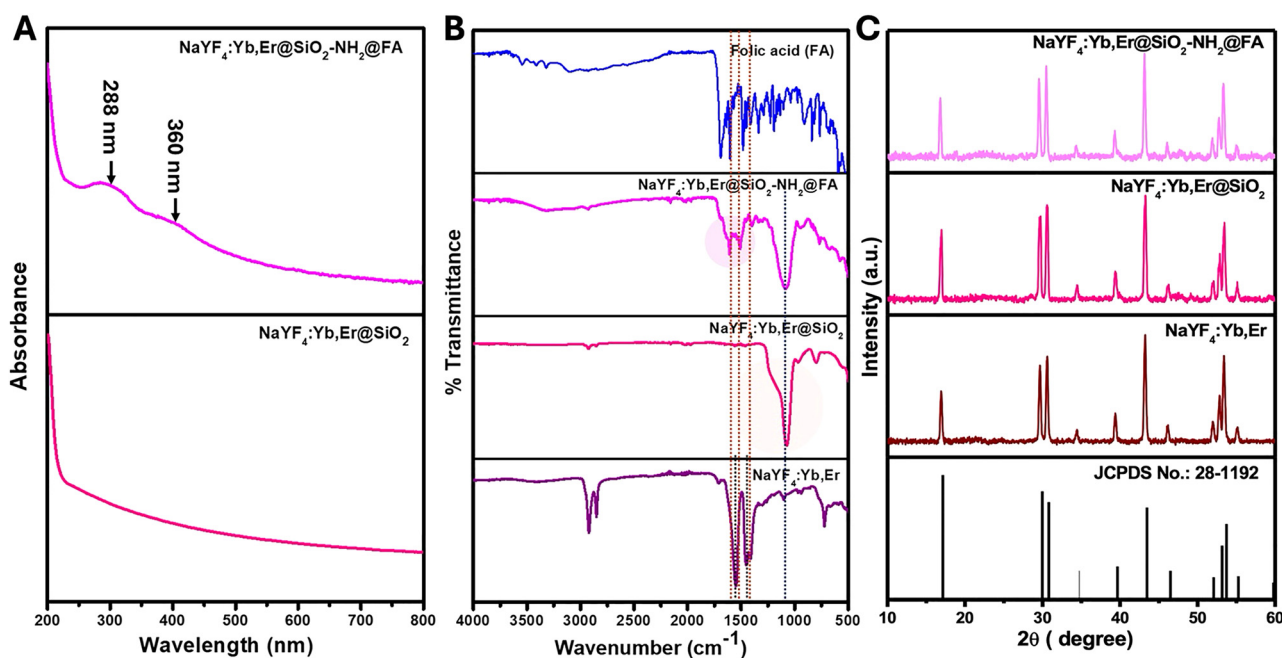 A
NaYF₄:Yb,Er@SiO₂-NH₂@FA
288 nm
360 nm
NaYF₄:Yb,Er@SiO₂
Absorbance
200 300 400 500 600 700 800
Wavelength (nm)
B
Folic acid (FA)
NaYF₄:Yb,Er@SiO₂-NH₂@FA
NaYF₄:Yb,Er@SiO₂
NaYF₄:Yb,Er
% Transmittance
4000 3500 3000 2500 2000 1500 1000 500
Wavenumber (cm⁻¹)
C
NaYF₄:Yb,Er@SiO₂-NH₂@FA
NaYF₄:Yb,Er@SiO₂
NaYF₄:Yb,Er
JCPDS No.: 28-1192
Intensity (a.u.)
10 20 30 40 50 60
2θ ( degree)